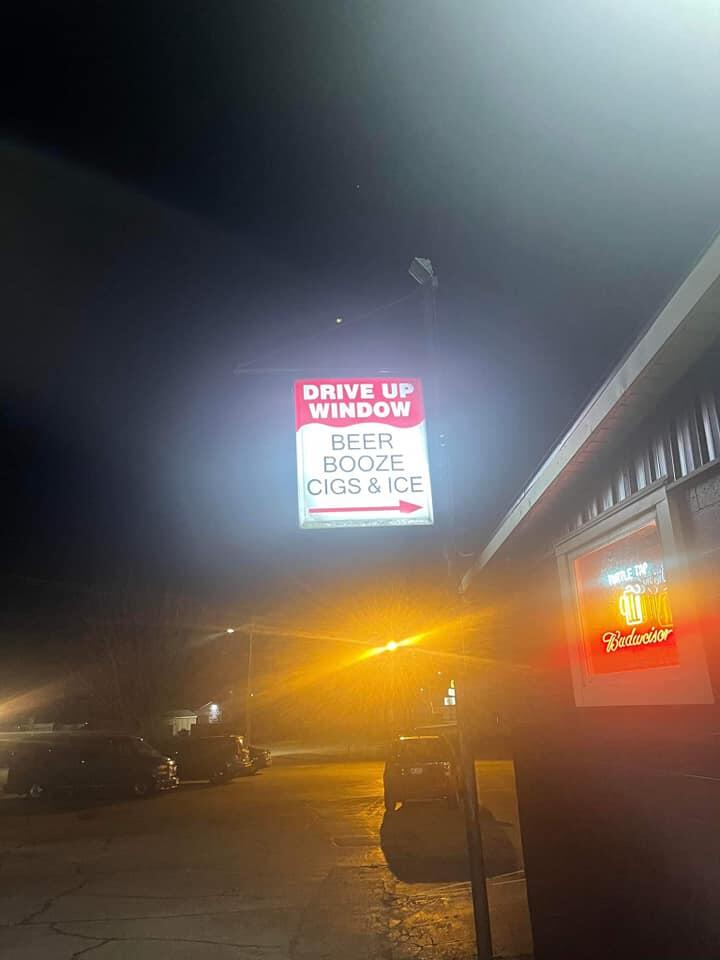 DRIVE UP
WINDOW
BEER
BOOZE
CIGS & ICE
Budweiser